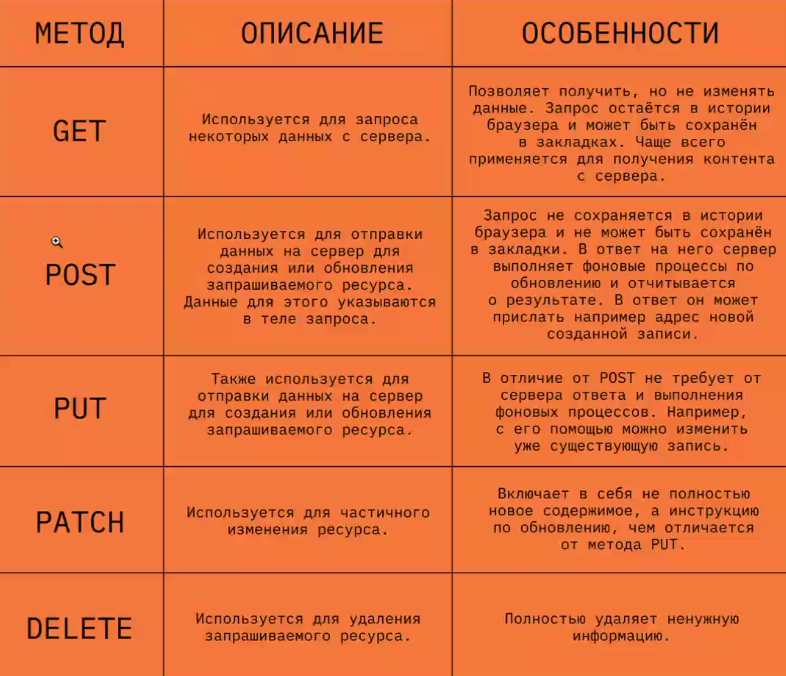 МЕТОД
ОПИСАНИЕ
ОСОБЕННОСТИ
GET
Используется для запроса
некоторых данных с сервера.
Позволяет получить, но не изменять
данные. Запрос остаётся в истории
браузера и может быть сохранён
в закладках. Чаще всего
применяется для получения контента
с сервера.
POST
Используется для отправки
данных на сервер для
создания или обновления
запрашиваемого ресурса.
Данные для этого указываются
в теле запроса.
Запрос не сохраняется в истории
браузера и не может быть сохранён
в закладки. В ответ на него сервер
выполняет фоновые процессы по
обновлению и отчитывается
о результате. В ответ он может
прислать например адрес новой
созданной записи.
PUT
Также используется для
отправки данных на сервер
для создания или обновления
запрашиваемого ресурса.
В отличие от POST не требует от
сервера ответа и выполнения
фоновых процессов. Например,
с его помощью можно изменить
уже существующую запись.
PATCH
Используется для частичного
изменения ресурса.
Включает в себя не полностью
новое содержимое, а инструкцию
по обновлению, чем отличается
от метода PUT.
DELETE
Используется для удаления
запрашиваемого ресурса.
Полностью удаляет ненужную
информацию.